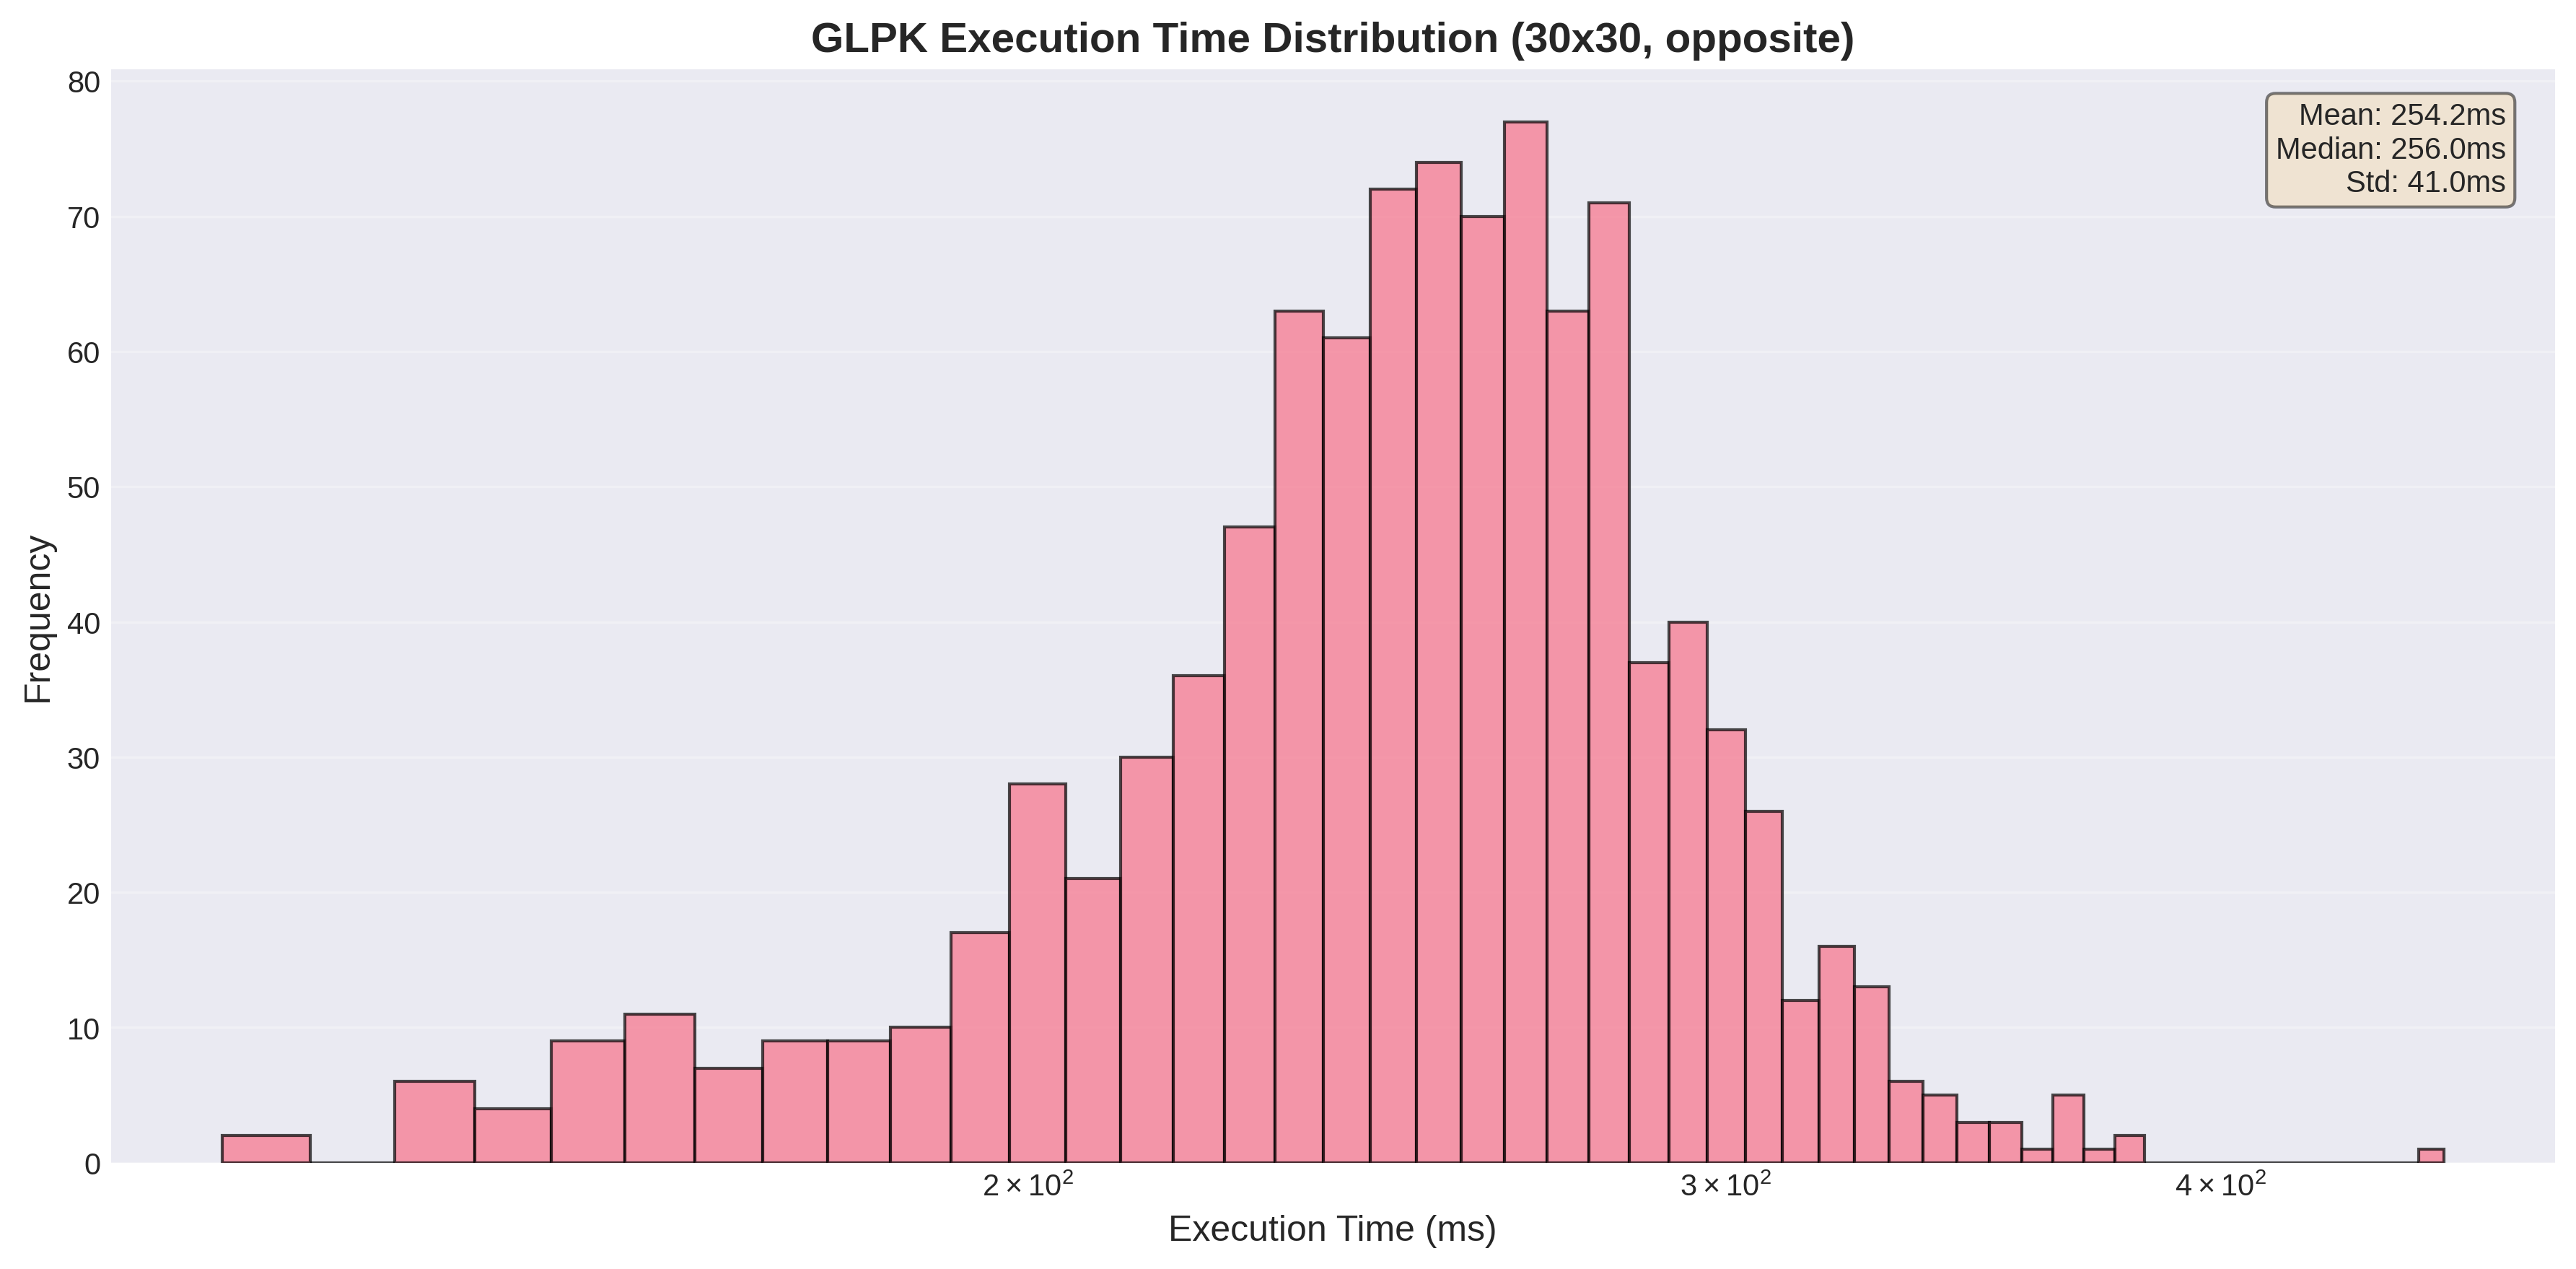 GLPK Execution Time Distribution (30x30, opposite)
Mean: 254.2ms
Median: 256.0ms
Std: 41.0ms
Frequency
80
70
60
50
40
30
20
10
0
2 × 10²
3 × 10²
4 × 10²
Execution Time (ms)